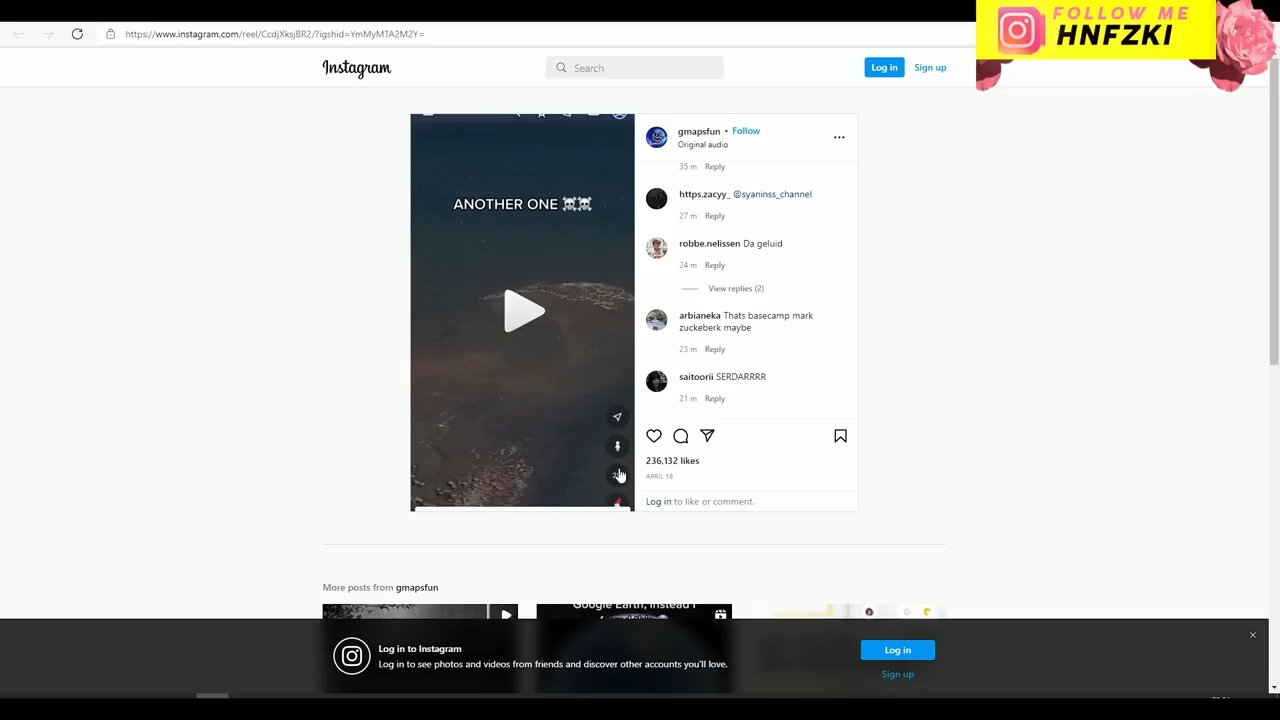 FOLLOW ME
HNFZKI
https://www.instagram.com/reel/CcdjXksjBR2/?igshid=YmMyMTA2M2Y=
Instagram
Search
Log in
Sign up
ANOTHER ONE ☠️☠️
gmapsfun • Follow
Original audio
35 m Reply
https.zacyy_ @syaninss_channel
27 m Reply
robbe.nelissen Da geluid
24 m Reply
View replies (2)
arbianeka Thats basecamp mark
zuckeberk maybe
23 m Reply
saitoorii SERDARRRR
21 m Reply
236,132 likes
APRIL 18
Log in to like or comment.
More posts from gmapsfun
Google Earth, instead I
Log in to Instagram
Log in to see photos and videos from friends and discover other accounts you'll love.
Log in
Sign up